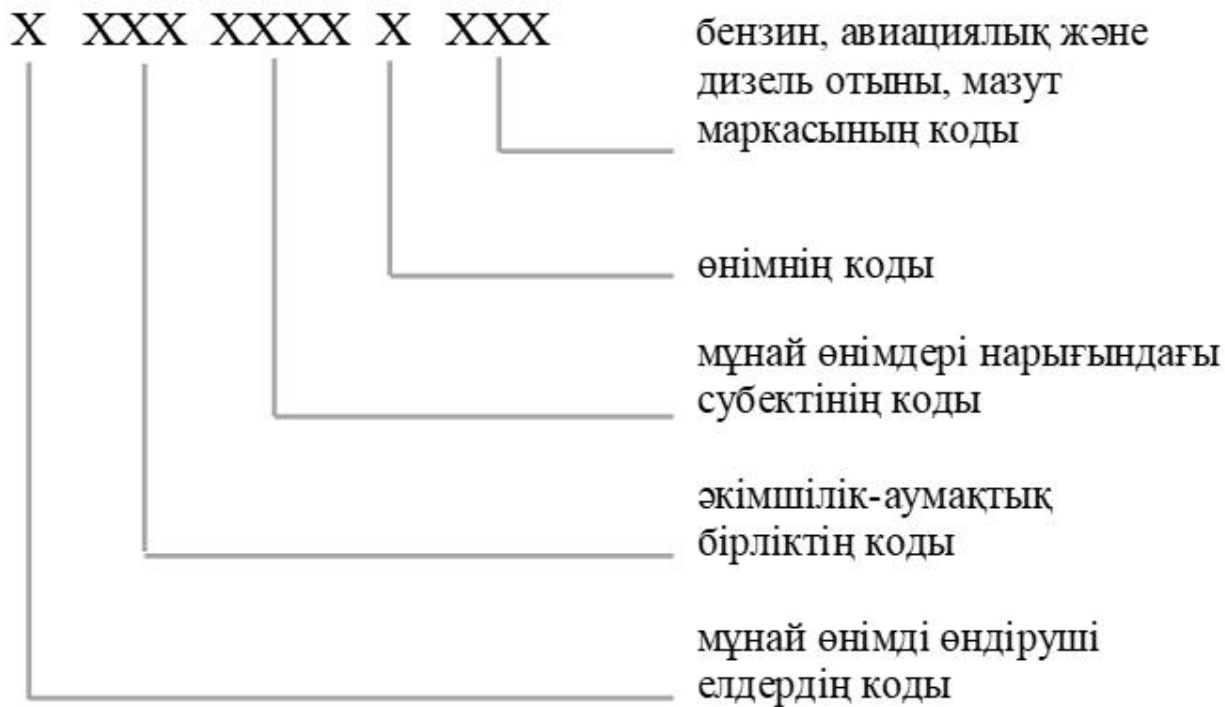 X XXX XXXX X XXX
бензин, авиациялық және
дизель отыны, мазут
маркасының коды
өнімнің коды
мұнай өнімдері нарығындағы
субектінің коды
әкімшілік-аумақтық
бірліктің коды
мұнай өнімді өндіруші
елдердің коды